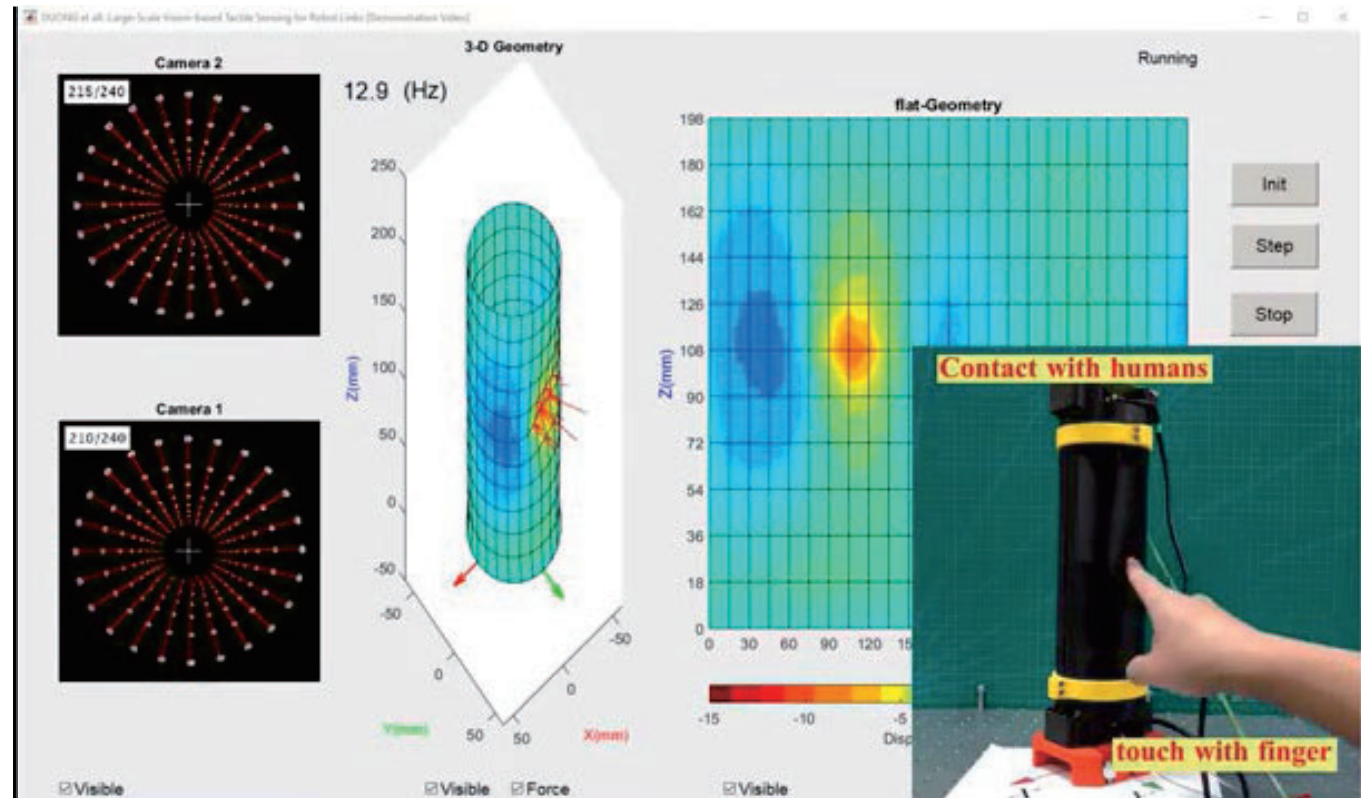 DUONG et all: Large-Scale Vision-based Tactile Sensing for Robot Links [Demonstration Video]
Camera 2
215/240
12.9 (Hz)
3-D Geometry
Running
flat-Geometry
250
200
150
100
50
0
-50
Z(mm)
-50
0
50
Y(mm)
50
0
-50
X(mm)
198
180
162
144
126
108
90
72
54
36
18
0
Z(mm)
0 30 60 90 120
Init
Step
Stop
Camera 1
210/240
Contact with humans
touch with finger
-15 -10 -5
☑ Visible
☑ Visible ☑ Force
☑ Visible